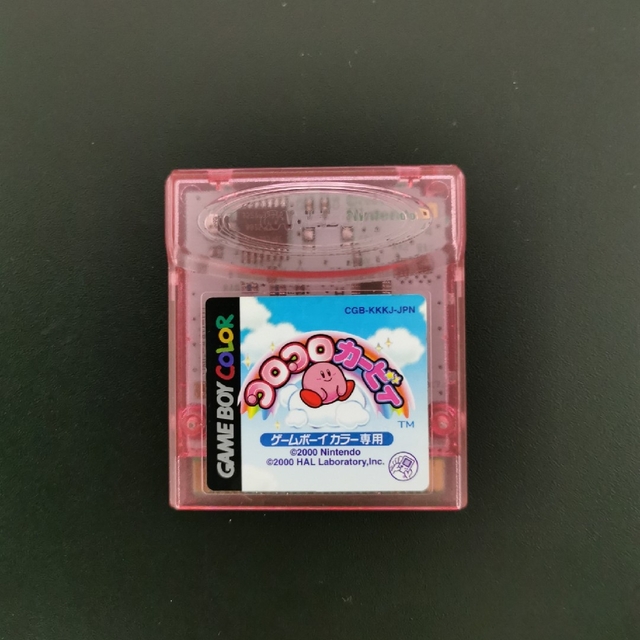 Nintendo
CGB-KKKJ-JPN
GAME BOY COLOR
コロコロカービィ
TM
ゲームボーイカラー専用
©2000 Nintendo
©2000 HAL Laboratory,Inc.